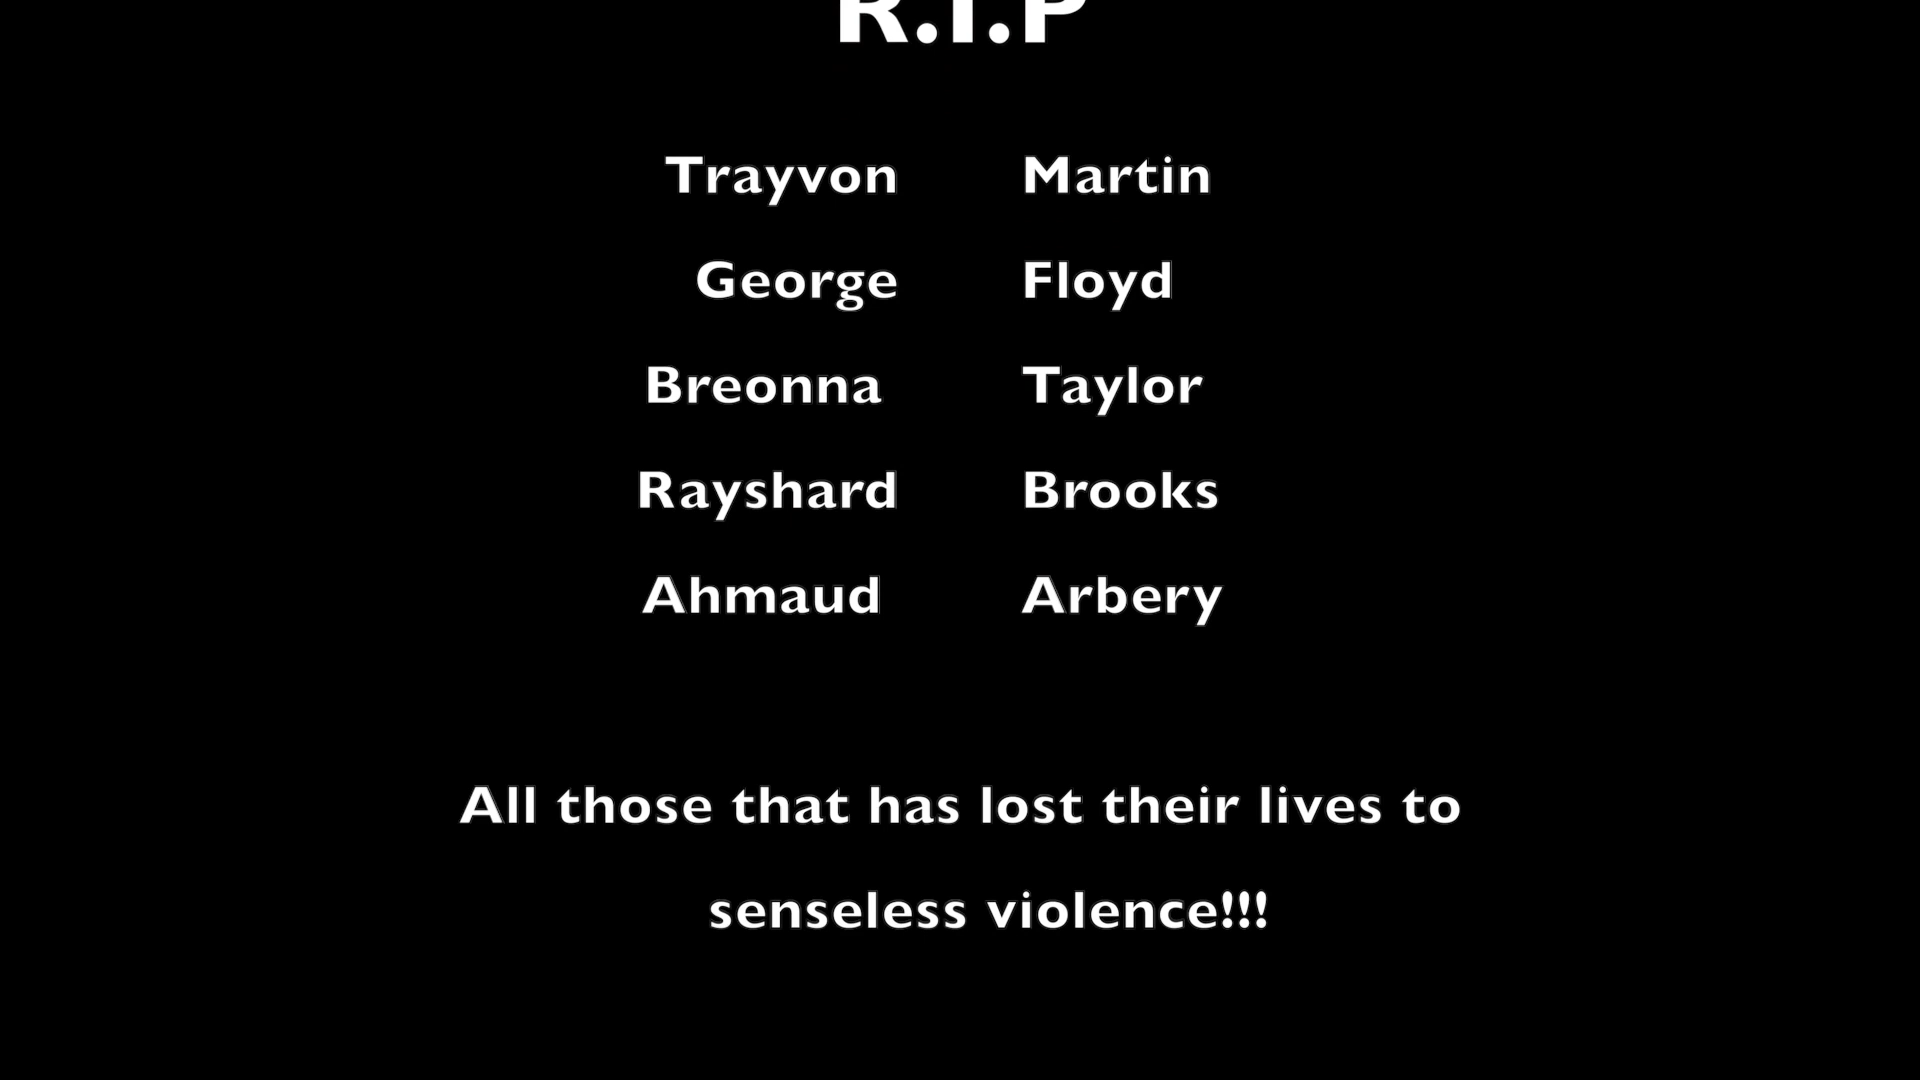 R.I.P
Trayvon Martin
George Floyd
Breonna Taylor
Rayshard Brooks
Ahmaud Arbery
All those that has lost their lives to
senseless violence!!!